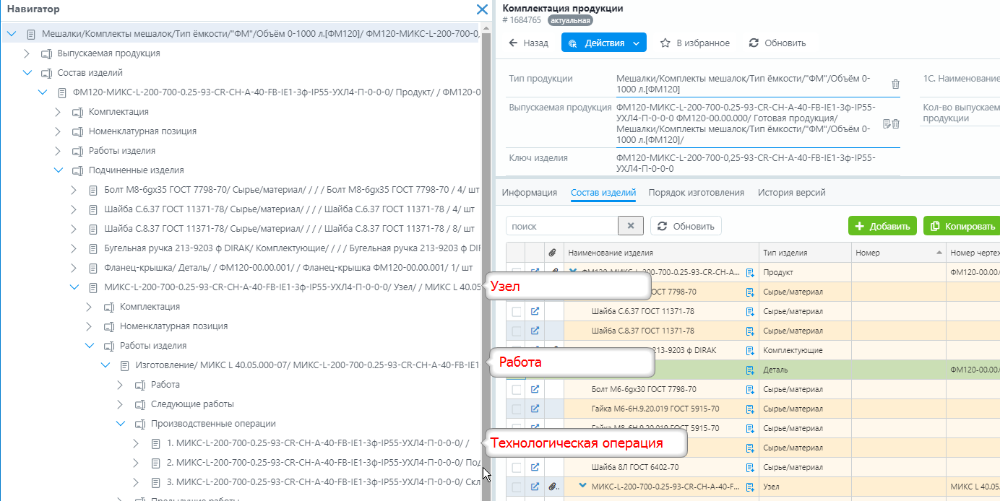 Навигатор
Мешалки/Комплекты мешалок/Тип ёмкости/"ФМ"/Объём 0-1000 л.[ФМ120]/ ФМ120-МИКС-L-200-700-0,
Выпускаемая продукция
Состав изделий
ФМ120-МИКС-L-200-700-0.25-93-CR-CH-A-40-FB-IE1-3ф-IP55-УХЛ4-П-0-0-0/ Продукт/ / ФМ120-0
Комплектация
Номенклатурная позиция
Работы изделия
Подчиненные изделия
Болт М8-6gx35 ГОСТ 7798-70/ Сырье/материал/ / / / Болт М8-6gx35 ГОСТ 7798-70 / 4/ шт
Шайба С.6.37 ГОСТ 11371-78/ Сырье/материал/ / / / Шайба С.6.37 ГОСТ 11371-78 / 4/ шт
Шайба С.8.37 ГОСТ 11371-78/ Сырье/материал/ / / / Шайба С.8.37 ГОСТ 11371-78 / 8/ шт
Бугельная ручка 213-9203 ф DIRAK/ Комплектующие/ / / / Бугельная ручка 213-9203 ф DIF
Фланец-крышка/ Деталь/ / ФМ120-00.00.001/ / Фланец-крышка ФМ120-00.00.001/ 1/ шт
МИКС-L-200-700-0.25-93-CR-CH-A-40-FB-IE1-3ф-IP55-УХЛ4-П-0-0-0/ Узел/ / МИКС L 40.05
Комплектация
Номенклатурная позиция
Работы изделия
Изготовление/ МИКС L 40.05.000-07/ МИКС-L-200-700-0.25-93-CR-CH-A-40-FB-IE1
Работа
Следующие работы
Производственные операции
1. МИКС-L-200-700-0.25-93-CR-CH-A-40-FB-IE1-3ф-IP55-УХЛ4-П-0-0-0/ /
2. МИКС-L-200-700-0.25-93-CR-CH-A-40-FB-IE1-3ф-IP55-УХЛ4-П-0-0-0/ Под
3. МИКС-L-200-700-0.25-93-CR-CH-A-40-FB-IE1-3ф-IP55-УХЛ4-П-0-0-0/ Скл
Предыдущие работы
Узел
Работа
Технологическая операция
Комплектация продукции
# 1684765 актуальная
Назад Действия В избранное Обновить
Тип продукции
Мешалки/Комплекты мешалок/Тип ёмкости/"ФМ"/Объём 0-
1000 л.[ФМ120]
1С. Наименование
Выпускаемая продукция
ФМ120-МИКС-L-200-700-0.25-93-CR-CH-A-40-FB-IE1-3ф-IP55-
УХЛ4-П-0-0-0 ФМ120-00.00.000/ Готовая продукция/
Мешалки/Комплекты мешалок/Тип ёмкости/"ФМ"/Объём 0-
1000 л.[ФМ120]/
Кол-во выпускаем
продукции
Ключ изделия
ФМ120-МИКС-L-200-700-0,25-93-CR-CH-A-40-FB-IE1-3ф-IP55-
УХЛ4-П-0-0-0
Информация Состав изделий Порядок изготовления История версий
поиск Обновить Добавить Копировать
Наименование изделия Тип изделия Номер Номер чертеж
ФМ120-МИКС-L-200-700-0.25-93-CR-CH-A... Продукт ФМ120-00.00.0
ГОСТ 7798-70 Сырье/материал
Шайба С.6.37 ГОСТ 11371-78 Сырье/материал
Шайба С.8.37 ГОСТ 11371-78 Сырье/материал
213-9203 ф DIRAK Комплектующие
Деталь ФМ120-00.00.0
Болт М6-6gx30 ГОСТ 7798-70 Сырье/материал
Гайка М6-6Н.9.20.019 ГОСТ 5915-70 Сырье/материал
Гайка М8-6Н.9.20.019 ГОСТ 5915-70 Сырье/материал
Сырье/материал
Шайба 8Л ГОСТ 6402-70 Сырье/материал
МИКС-L-200-700-0.25-93-CR-CH-A-40-F... Узел МИКС L 40.05.